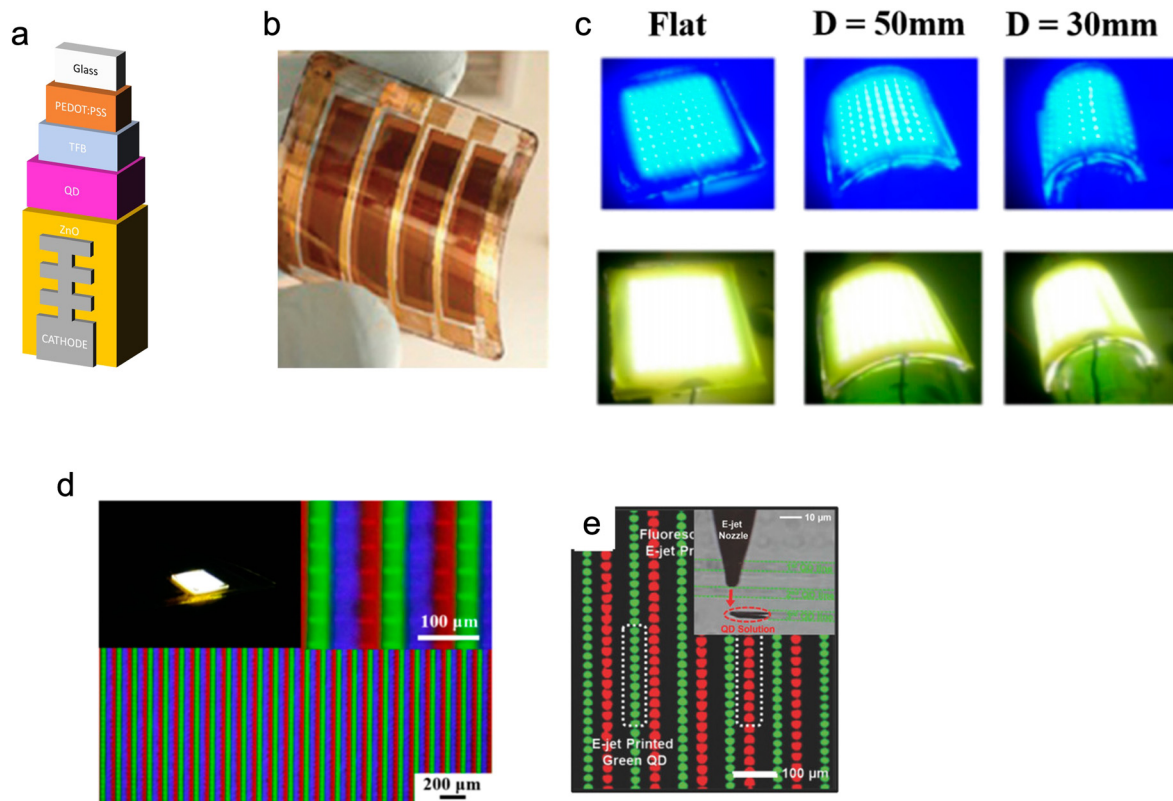 a
Glass
PEDOT:PSS
TFB
QD
ZnO
CATHODE
b
c
Flat
D = 50mm
D = 30mm
d
100 µm
200 µm
e
E-jet
Nozzle
10 µm
QD Solution
E-jet Printed
Green QD
100 µm